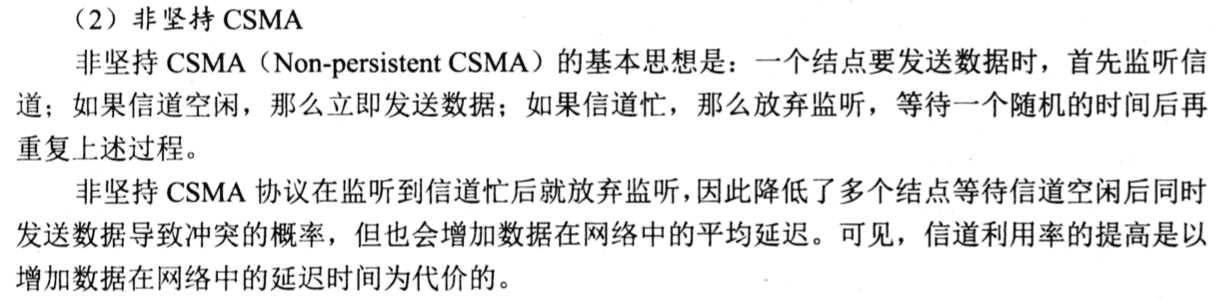 （2）非坚持 CSMA
非坚持 CSMA（Non-persistent CSMA）的基本思想是：一个结点要发送数据时，首先监听信
道；如果信道空闲，那么立即发送数据；如果信道忙，那么放弃监听，等待一个随机的时间后再
重复上述过程。
非坚持 CSMA 协议在监听到信道忙后就放弃监听，因此降低了多个结点等待信道空闲后同时
发送数据导致冲突的概率，但也会增加数据在网络中的平均延迟。可见，信道利用率的提高是以
增加数据在网络中的延迟时间为代价的。